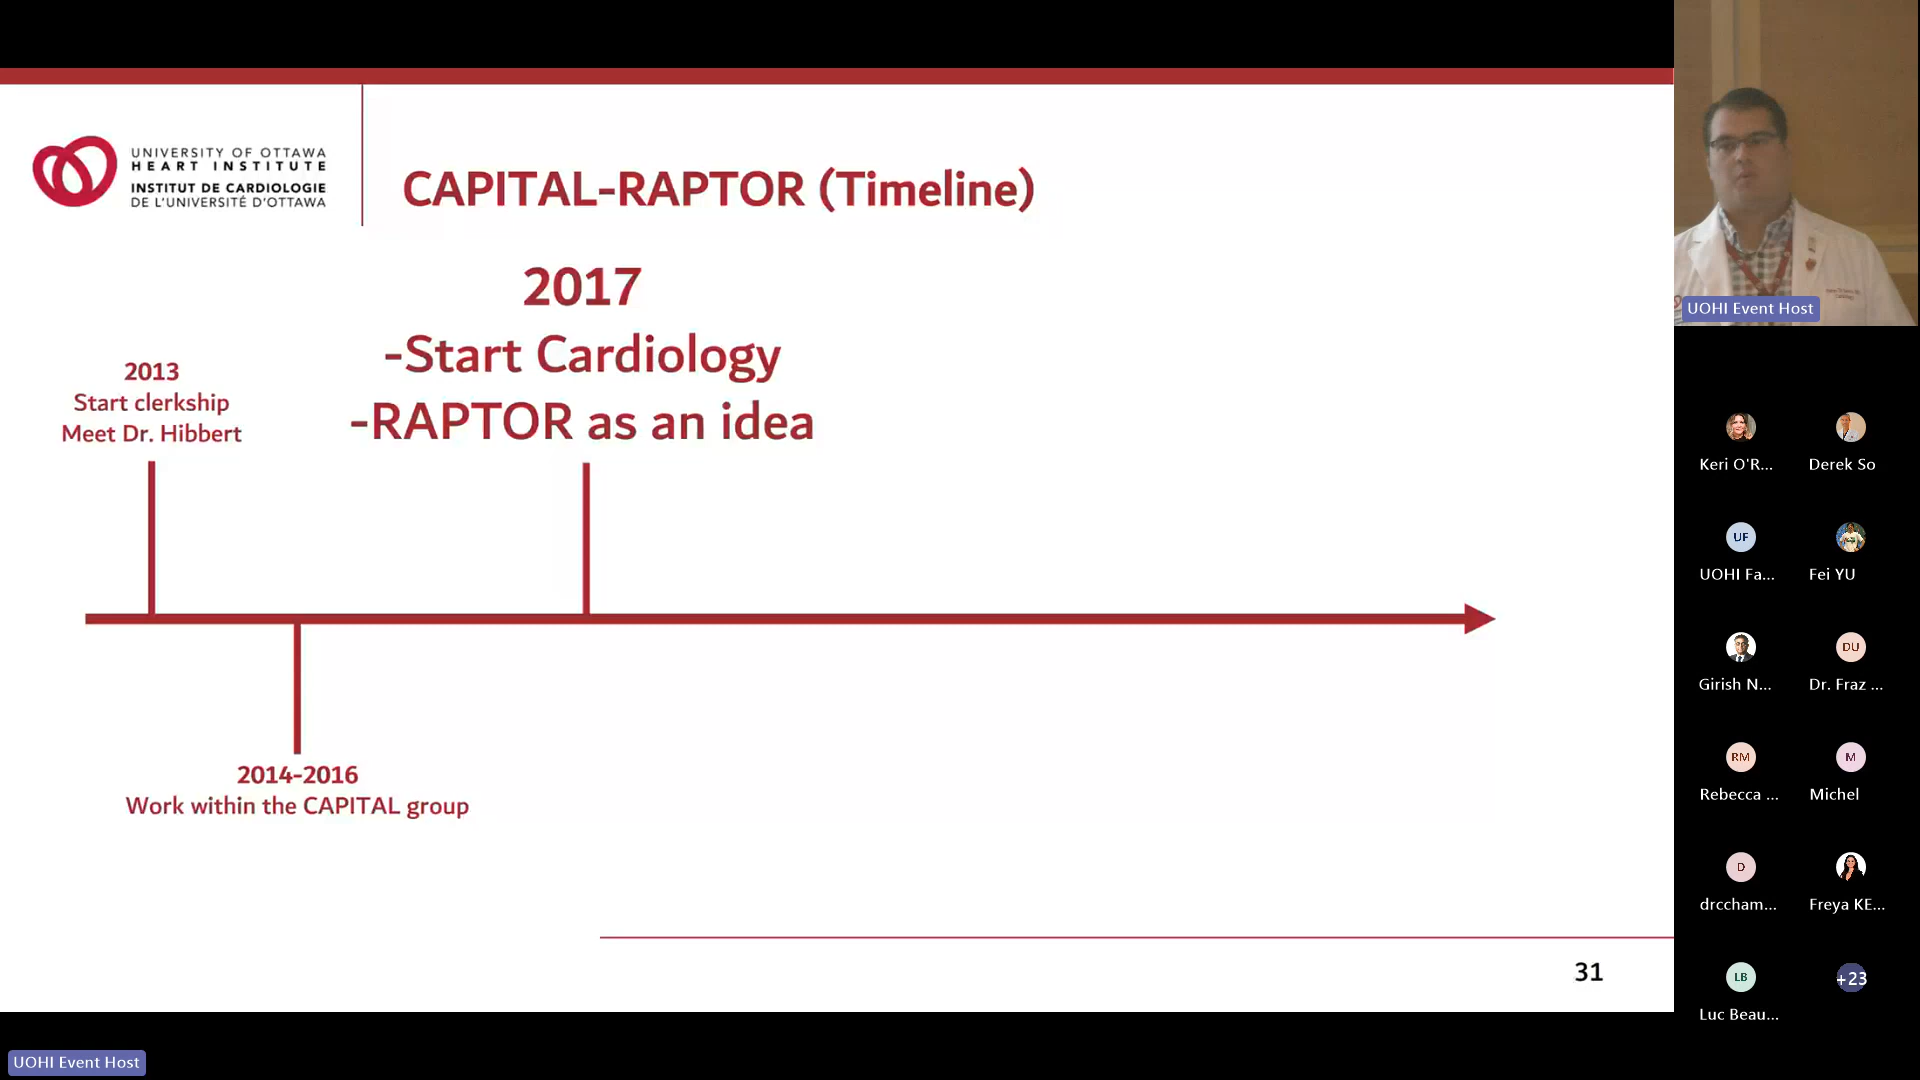 UNIVERSITY OF OTTAWA
HEART INSTITUTE
INSTITUT DE CARDIOLOGIE
DE L'UNIVERSITÉ D'OTTAWA
CAPITAL-RAPTOR (Timeline)
2017
-Start Cardiology
-RAPTOR as an idea
2013
Start clerkship
Meet Dr. Hibbert
2014-2016
Work within the CAPITAL group
31
UOHI Event Host
UOHI Event Host
Keri O'R...
Derek So
UF
UOHI Fa...
Fei YU
Girish N...
DU
Dr. Fraz ...
RM
Rebecca ...
M
Michel
D
drccham...
Freya KE...
LB
Luc Beau...
+23